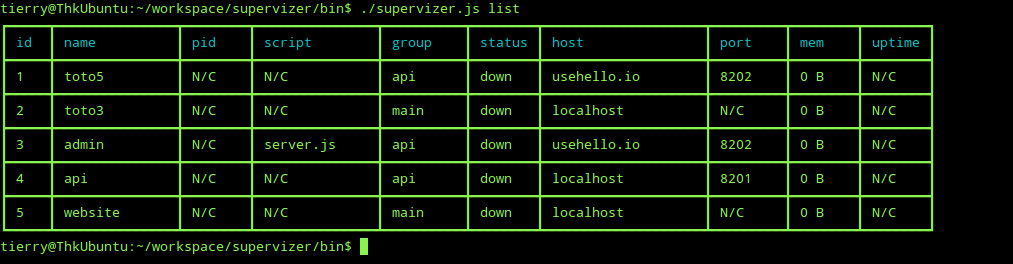 tierry@ThkUbuntu:~/workspace/supervizer/bin$ ./supervizer.js list
id name pid script group status host port mem uptime
1 toto5 N/C N/C api down usehello.io 8202 0 B N/C
2 toto3 N/C N/C main down localhost N/C 0 B N/C
3 admin N/C server.js api down usehello.io 8202 0 B N/C
4 api N/C N/C api down localhost 8201 0 B N/C
5 website N/C N/C main down localhost N/C 0 B N/C
tierry@ThkUbuntu:~/workspace/supervizer/bin$